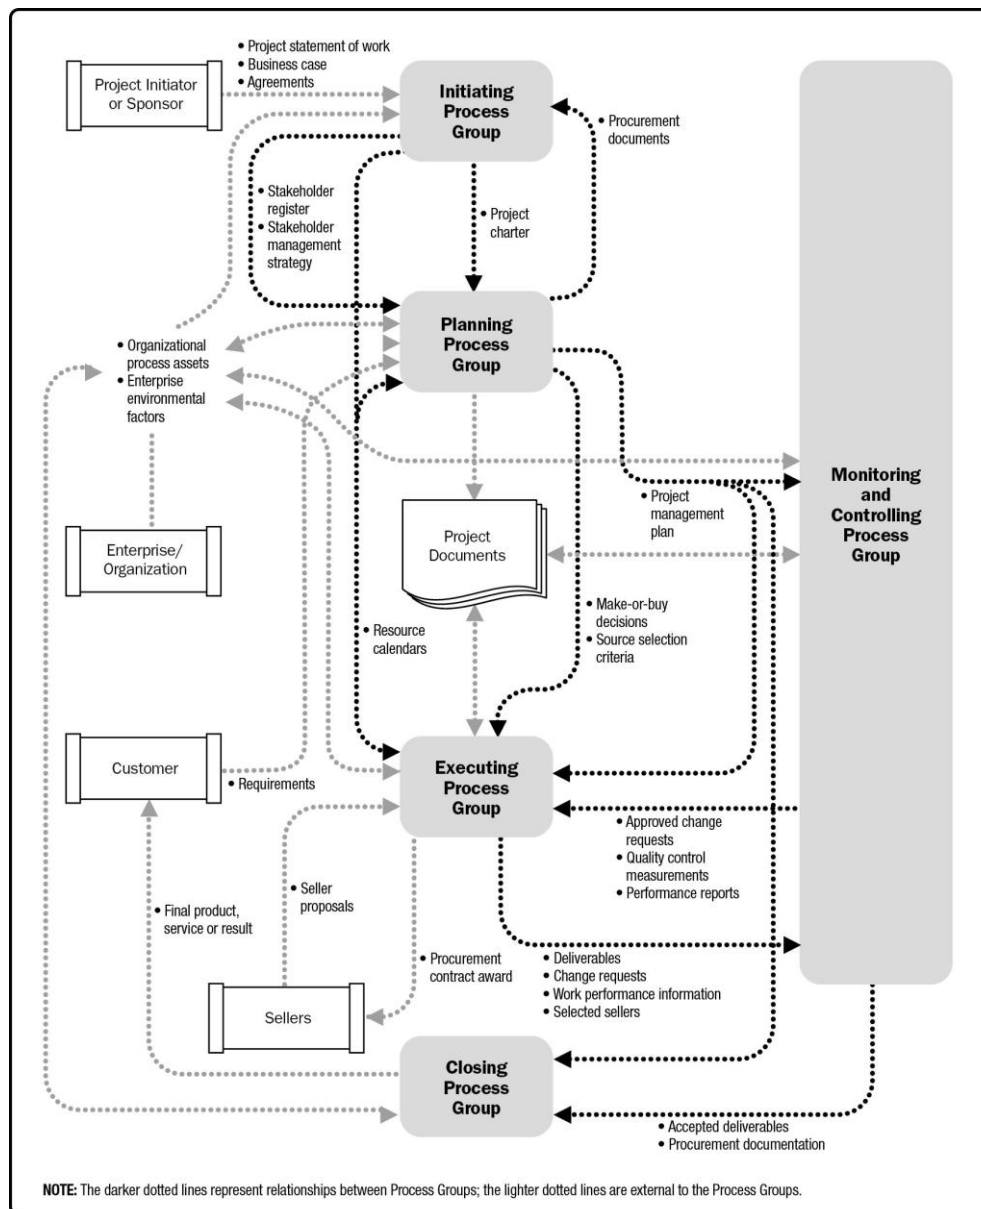 • Project statement of work
• Business case
• Agreements
Project Initiator
or Sponsor
Initiating
Process
Group
• Procurement
documents
• Stakeholder
register
• Stakeholder
management
strategy
• Project
charter
Planning
Process
Group
• Organizational
process assets
• Enterprise
environmental
factors
Monitoring and
Controlling
Process
Group
• Project
management
plan
Enterprise/
Organization
Project
Documents
• Make-or-buy
decisions
• Source selection
criteria
• Resource
calendars
Customer
• Requirements
Executing
Process
Group
• Approved change
requests
• Quality control
measurements
• Performance reports
• Seller
proposals
• Final product,
service or result
• Procurement
contract award
• Deliverables
• Change requests
• Work performance information
• Selected sellers
Sellers
Closing
Process
Group
• Accepted deliverables
• Procurement documentation
NOTE: The darker dotted lines represent relationships between Process Groups; the lighter dotted lines are external to the Process Groups.